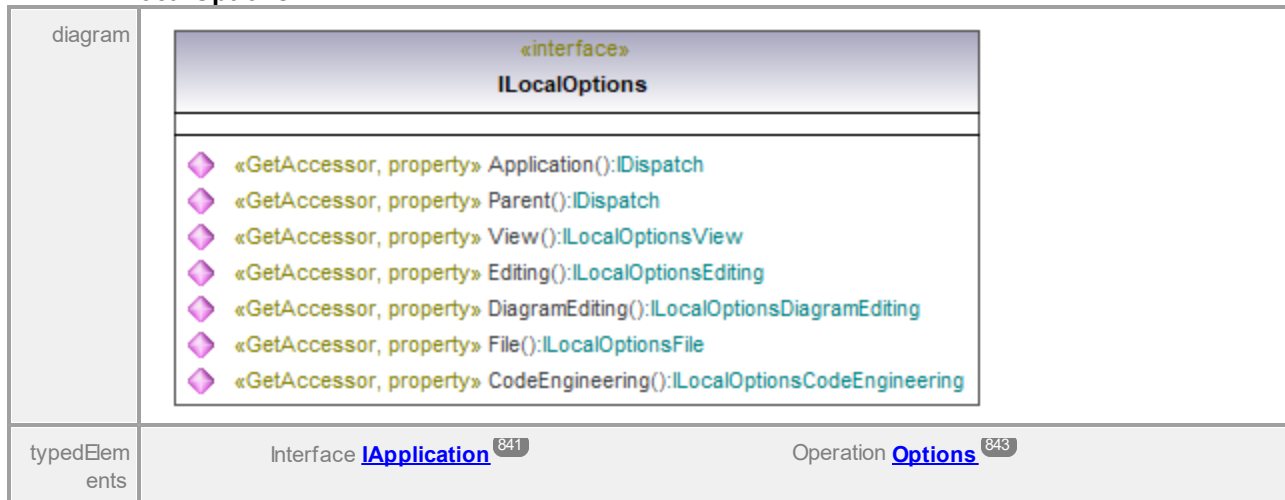 diagram
«interface»
ILocalOptions
«GetAccessor, property» Application():IDispatch
«GetAccessor, property» Parent():IDispatch
«GetAccessor, property» View():ILocalOptionsView
«GetAccessor, property» Editing():ILocalOptionsEditing
«GetAccessor, property» DiagramEditing():ILocalOptionsDiagramEditing
«GetAccessor, property» File():ILocalOptionsFile
«GetAccessor, property» CodeEngineering():ILocalOptionsCodeEngineering
typedElem
ents
Interface IApplication 841 Operation Options 843